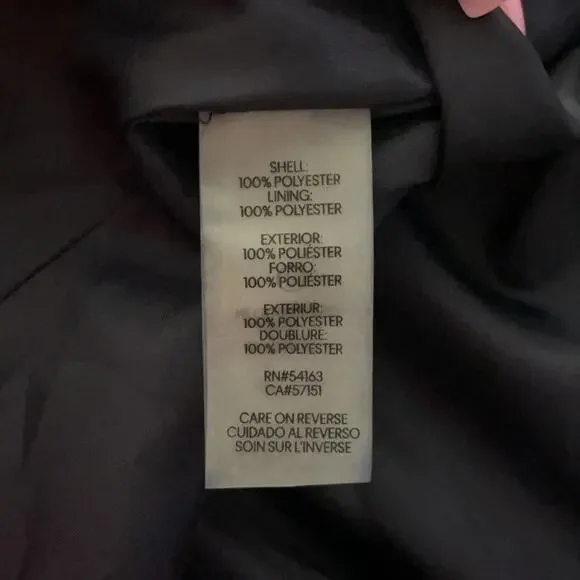 SHELL:
100% POLYESTER
LINING:
100% POLYESTER
EXTERIOR:
100% POLIÉSTER
FORRO:
100% POLIÉSTER
EXTERIUR:
100% POLYESTER
DOUBLURE:
100% POLYESTER
RN#54163
CA#57151
CARE ON REVERSE
CUIDADO AL REVERSO
SOIN SUR L'INVERSE